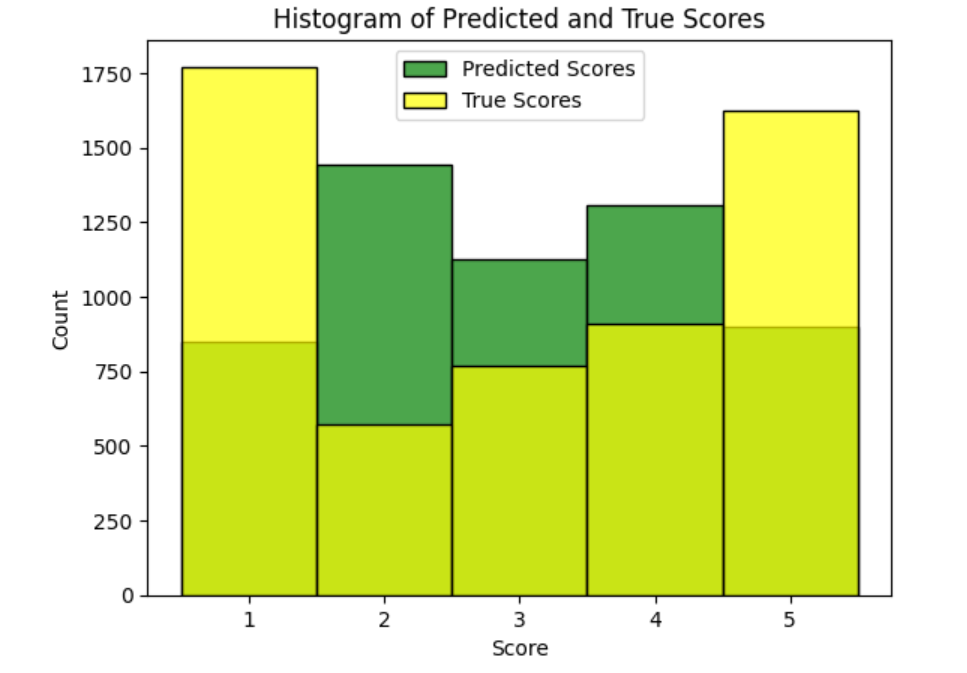 Histogram of Predicted and True Scores
Predicted Scores
True Scores
1750
1500
1250
1000
750
500
250
0
Count
1 2 3 4 5
Score